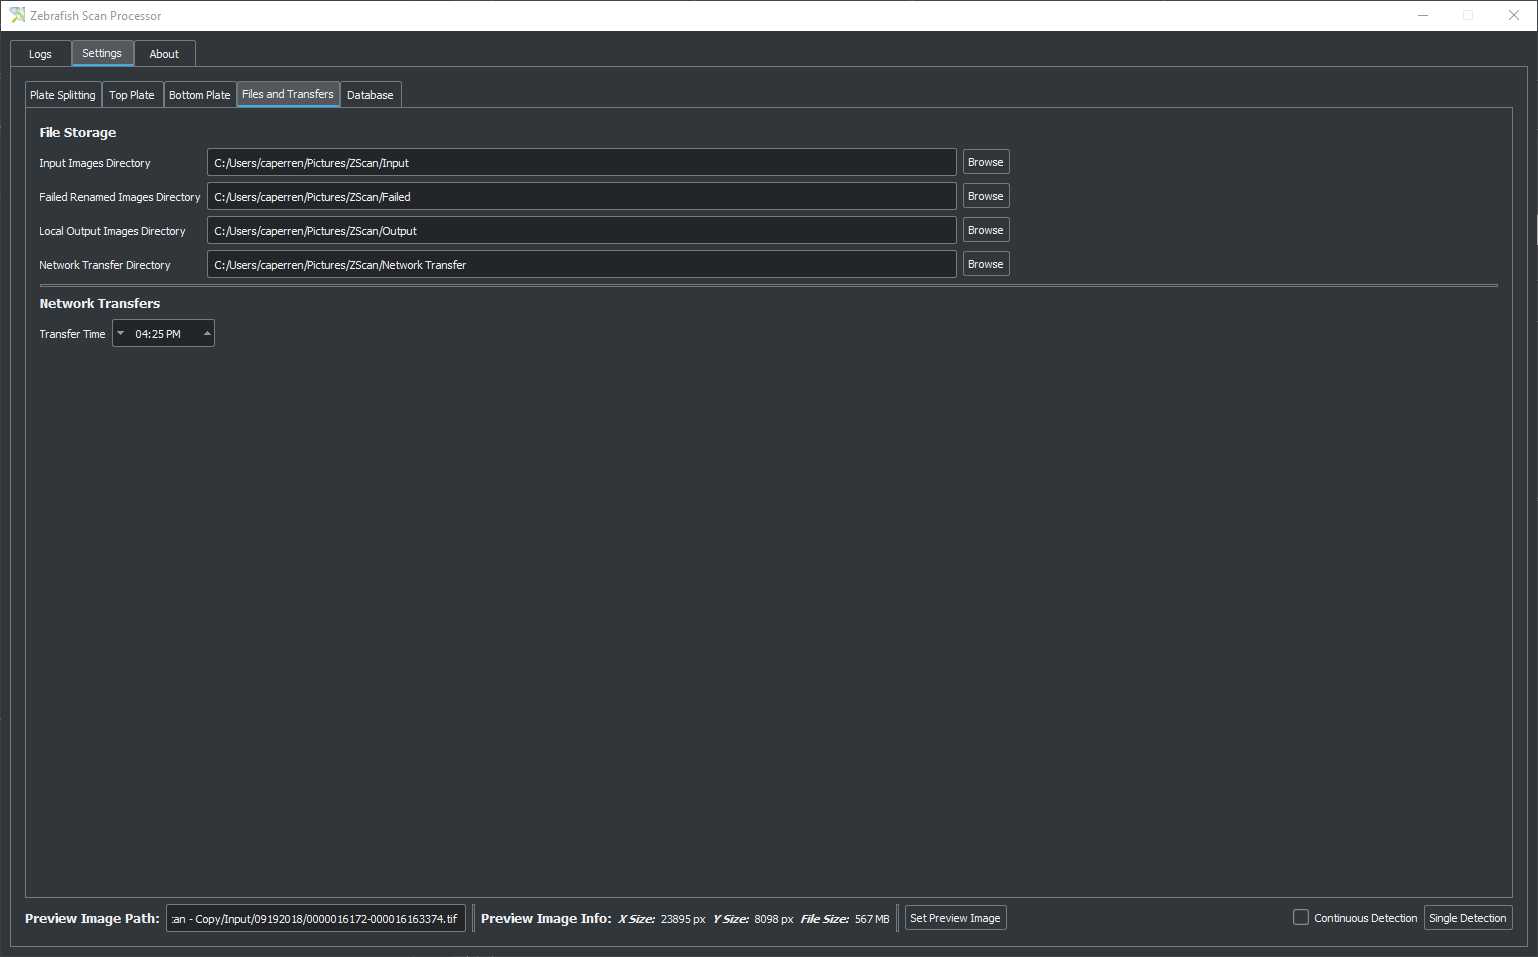 Zebrafish Scan Processor
Logs Settings About
Plate Splitting Top Plate Bottom Plate Files and Transfers Database
File Storage
Input Images Directory C:/Users/caperren/Pictures/ZScan/Input Browse
Failed Renamed Images Directory C:/Users/caperren/Pictures/ZScan/Failed Browse
Local Output Images Directory C:/Users/caperren/Pictures/ZScan/Output Browse
Network Transfer Directory C:/Users/caperren/Pictures/ZScan/Network Transfer Browse
Network Transfers
Transfer Time 04:25 PM
Preview Image Path: can - Copy/Input/09192018/0000016172-000016163374.tif Preview Image Info: X Size: 23895 px Y Size: 8098 px File Size: 567 MB Set Preview Image Continuous Detection Single Detection